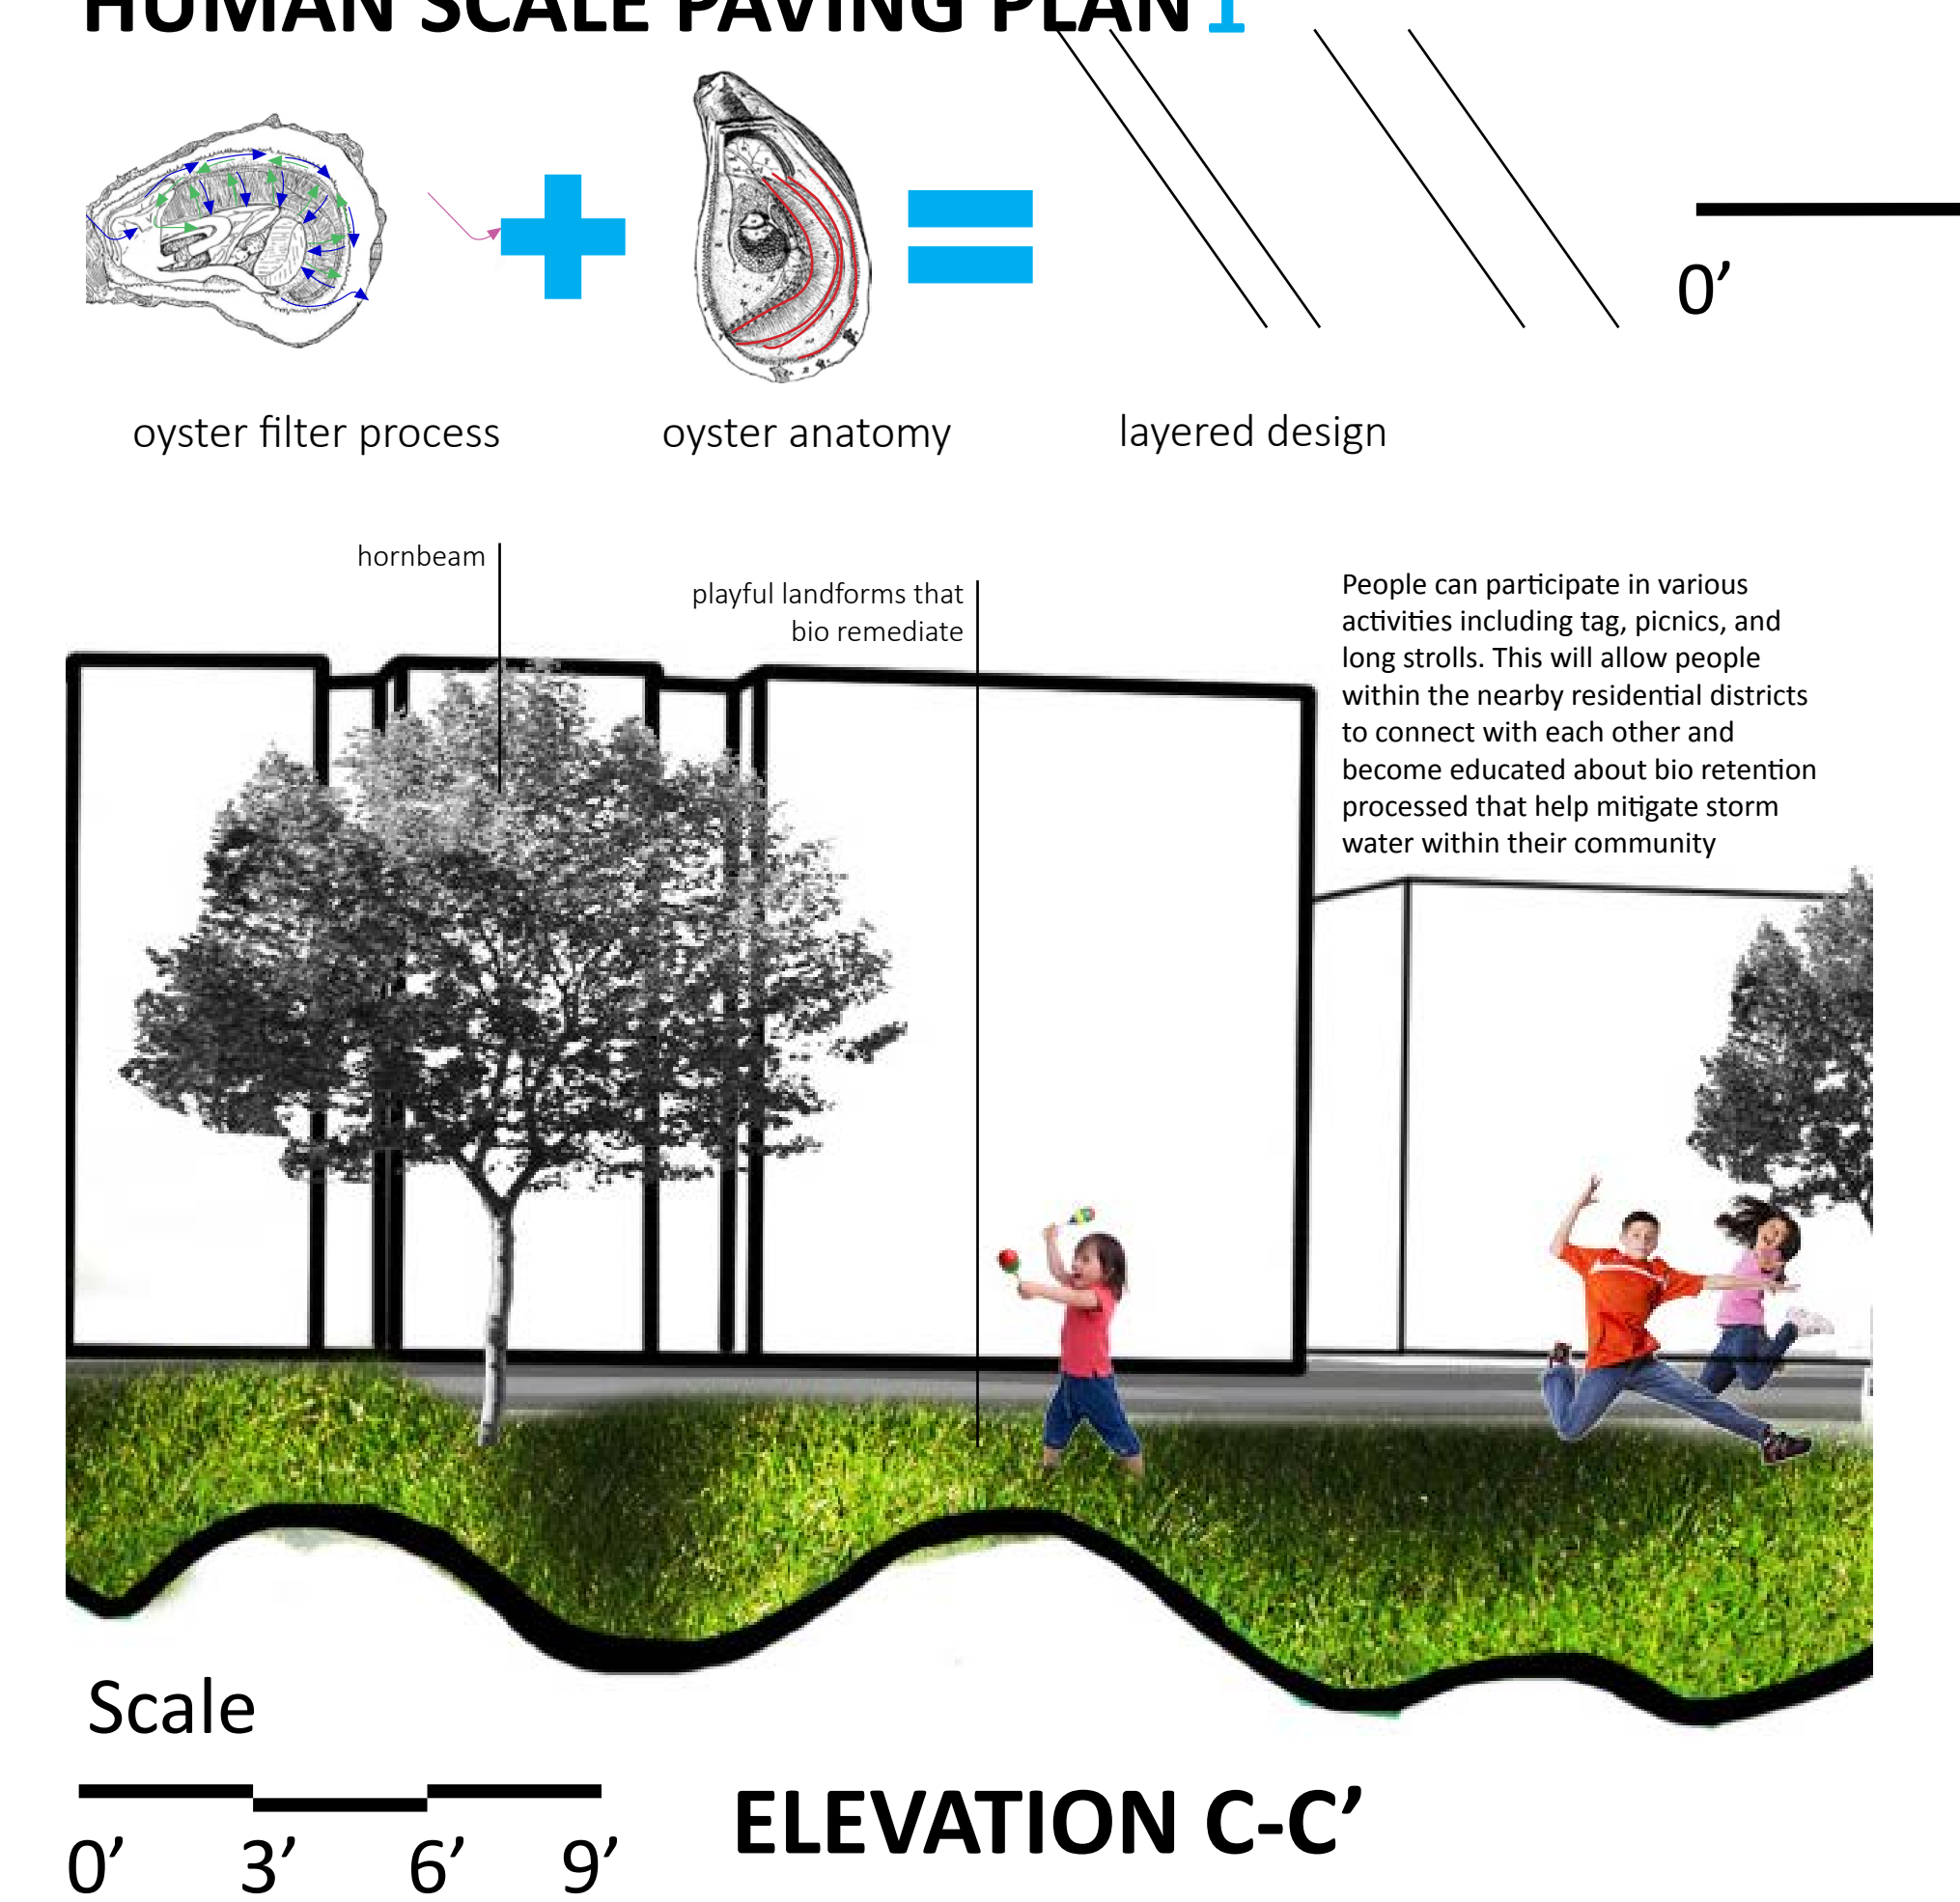 HUMAN SCALE PAVING PLAN 1
0’
oyster filter process
oyster anatomy
layered design
hornbeam
playful landforms that
bio remediate
People can participate in various
activities including tag, picnics, and
long strolls. This will allow people
within the nearby residential districts
to connect with each other and
become educated about bio retention
processed that help mitigate storm
water within their community
Scale
0’ 3’ 6’ 9’
ELEVATION C-C’